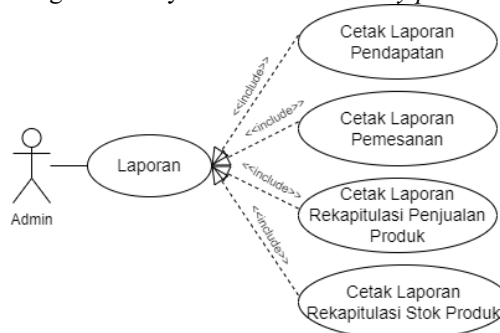 Cetak Laporan
Pendapatan
<<include>>
Cetak Laporan
Pemesanan
<<include>>
Laporan
<<include>>
Cetak Laporan
Rekapitulasi Penjualan
Produk
Admin
<<include>>
Cetak Laporan
Rekapitulasi Stok Produk